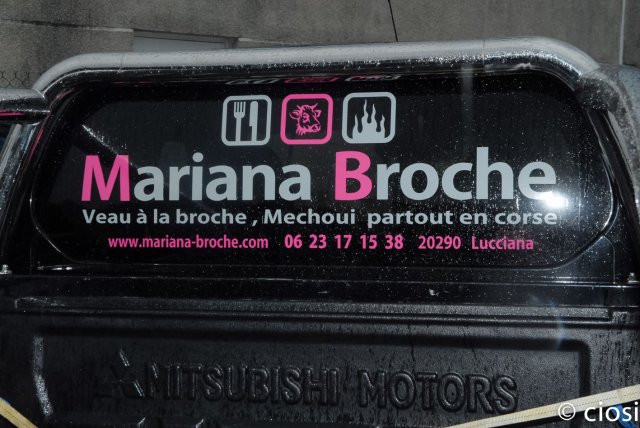 Mariana Broche
Veau à la broche , Mechoui partout en corse
www.mariana-broche.com 06 23 17 15 38 20290 Lucciana
MITSUBISHI MOTORS
© ciosi